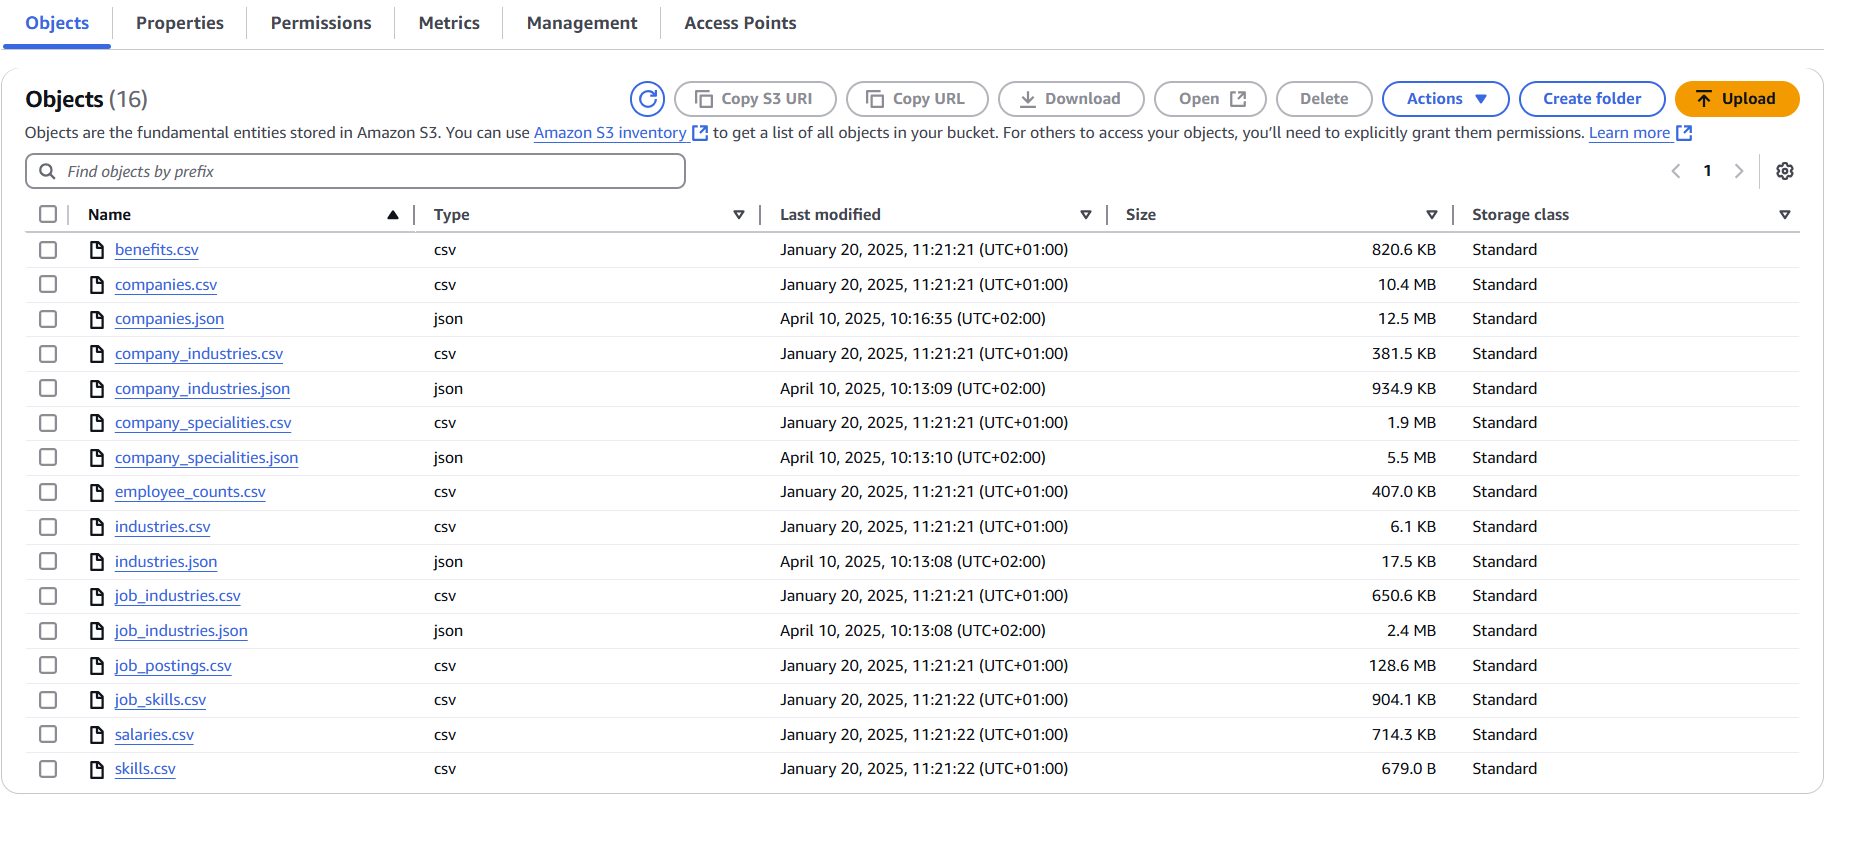 Objects Properties Permissions Metrics Management Access Points
Objects (16) Copy S3 URI Copy URL Download Open Delete Actions Create folder Upload
Objects are the fundamental entities stored in Amazon S3. You can use Amazon S3 inventory to get a list of all objects in your bucket. For others to access your objects, you'll need to explicitly grant them permissions. Learn more
Find objects by prefix 1
Name Type Last modified Size Storage class
benefits.csv csv January 20, 2025, 11:21:21 (UTC+01:00) 820.6 KB Standard
companies.csv csv January 20, 2025, 11:21:21 (UTC+01:00) 10.4 MB Standard
companies.json json April 10, 2025, 10:16:35 (UTC+02:00) 12.5 MB Standard
company_industries.csv csv January 20, 2025, 11:21:21 (UTC+01:00) 381.5 KB Standard
company_industries.json json April 10, 2025, 10:13:09 (UTC+02:00) 934.9 KB Standard
company_specialities.csv csv January 20, 2025, 11:21:21 (UTC+01:00) 1.9 MB Standard
company_specialities.json json April 10, 2025, 10:13:10 (UTC+02:00) 5.5 MB Standard
employee_counts.csv csv January 20, 2025, 11:21:21 (UTC+01:00) 407.0 KB Standard
industries.csv csv January 20, 2025, 11:21:21 (UTC+01:00) 6.1 KB Standard
industries.json json April 10, 2025, 10:13:08 (UTC+02:00) 17.5 KB Standard
job_industries.csv csv January 20, 2025, 11:21:21 (UTC+01:00) 650.6 KB Standard
job_industries.json json April 10, 2025, 10:13:08 (UTC+02:00) 2.4 MB Standard
job_postings.csv csv January 20, 2025, 11:21:21 (UTC+01:00) 128.6 MB Standard
job_skills.csv csv January 20, 2025, 11:21:22 (UTC+01:00) 904.1 KB Standard
salaries.csv csv January 20, 2025, 11:21:22 (UTC+01:00) 714.3 KB Standard
skills.csv csv January 20, 2025, 11:21:22 (UTC+01:00) 679.0 B Standard